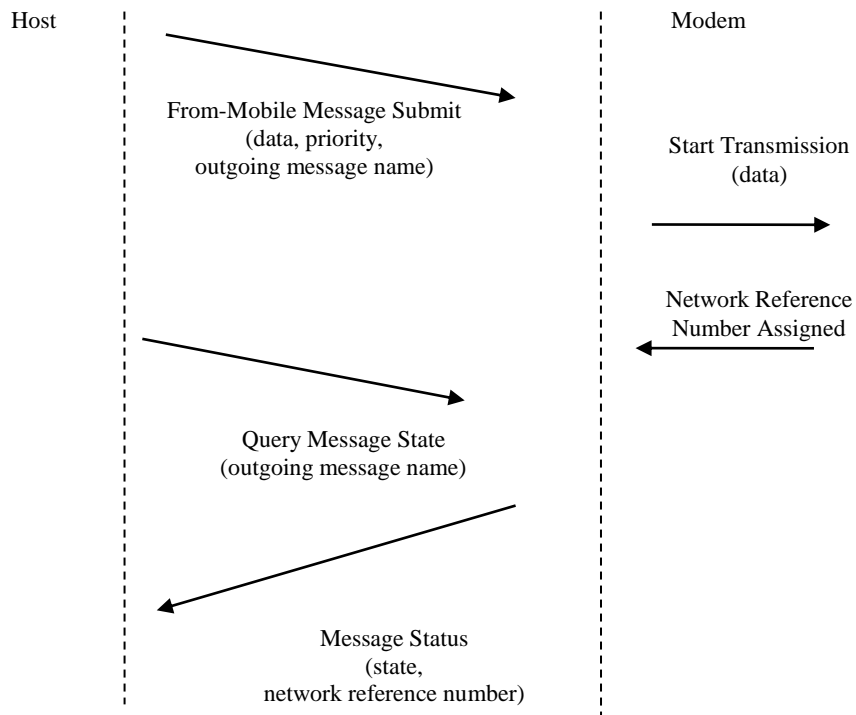 Host
Modem
From-Mobile Message Submit
(data, priority,
outgoing message name)
Start Transmission
(data)
Network Reference
Number Assigned
Query Message State
(outgoing message name)
Message Status
(state,
network reference number)